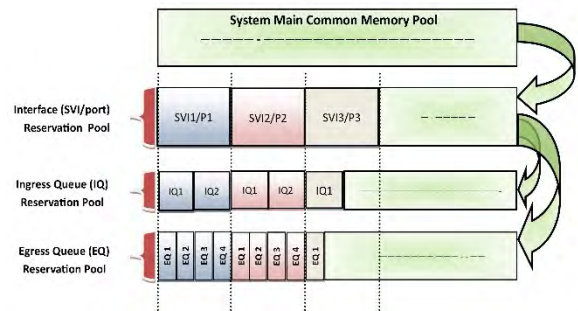 System Main Common Memory Pool
Interface (SVI/port)
Reservation Pool
SVI1/P1
SVI2/P2
SVI3/P3
Ingress Queue (IQ)
Reservation Pool
IQ1
IQ2
IQ1
IQ2
IQ1
Egress Queue (EQ)
Reservation Pool
EQ 1
EQ 2
EQ 3
EQ 4
EQ 1
EQ 2
EQ 3
EQ 4
EQ 1